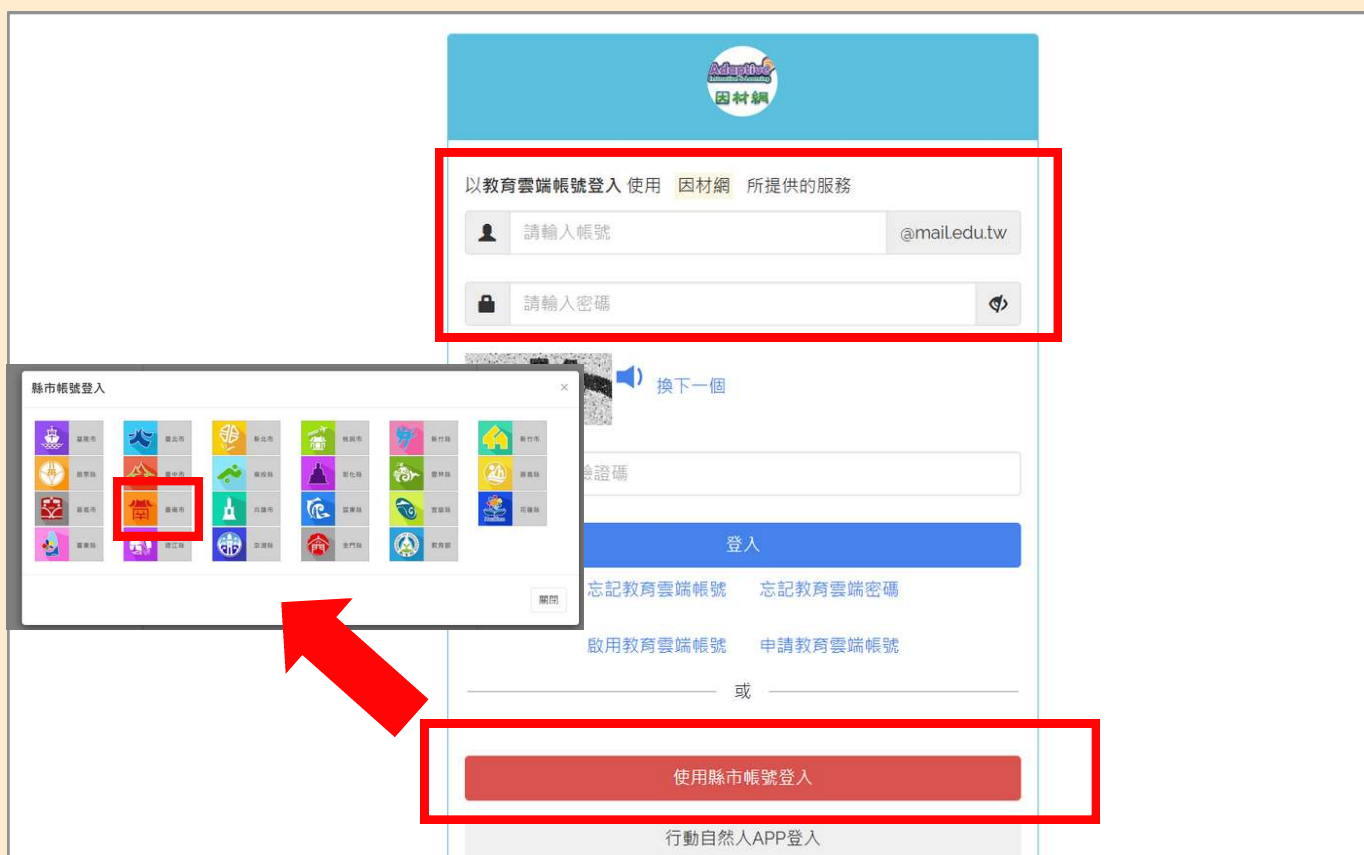 Adaptive
因材網
以教育雲端帳號登入 使用 因材網 所提供的服務
請輸入帳號 @mail.edu.tw
請輸入密碼
換下一個
驗證碼
登入
忘記教育雲端帳號 忘記教育雲端密碼
啟用教育雲端帳號 申請教育雲端帳號
或
使用縣市帳號登入
行動自然人APP登入
縣市帳號登入 ×
基隆市 臺北市 新北市 桃園市 新竹縣 新竹市
苗栗縣 臺中市 南投縣 彰化縣 雲林縣 嘉義縣
嘉義市 臺南市 高雄市 屏東縣 宜蘭縣 花蓮縣
臺東縣 連江縣 澎湖縣 金門縣 教育部
關閉